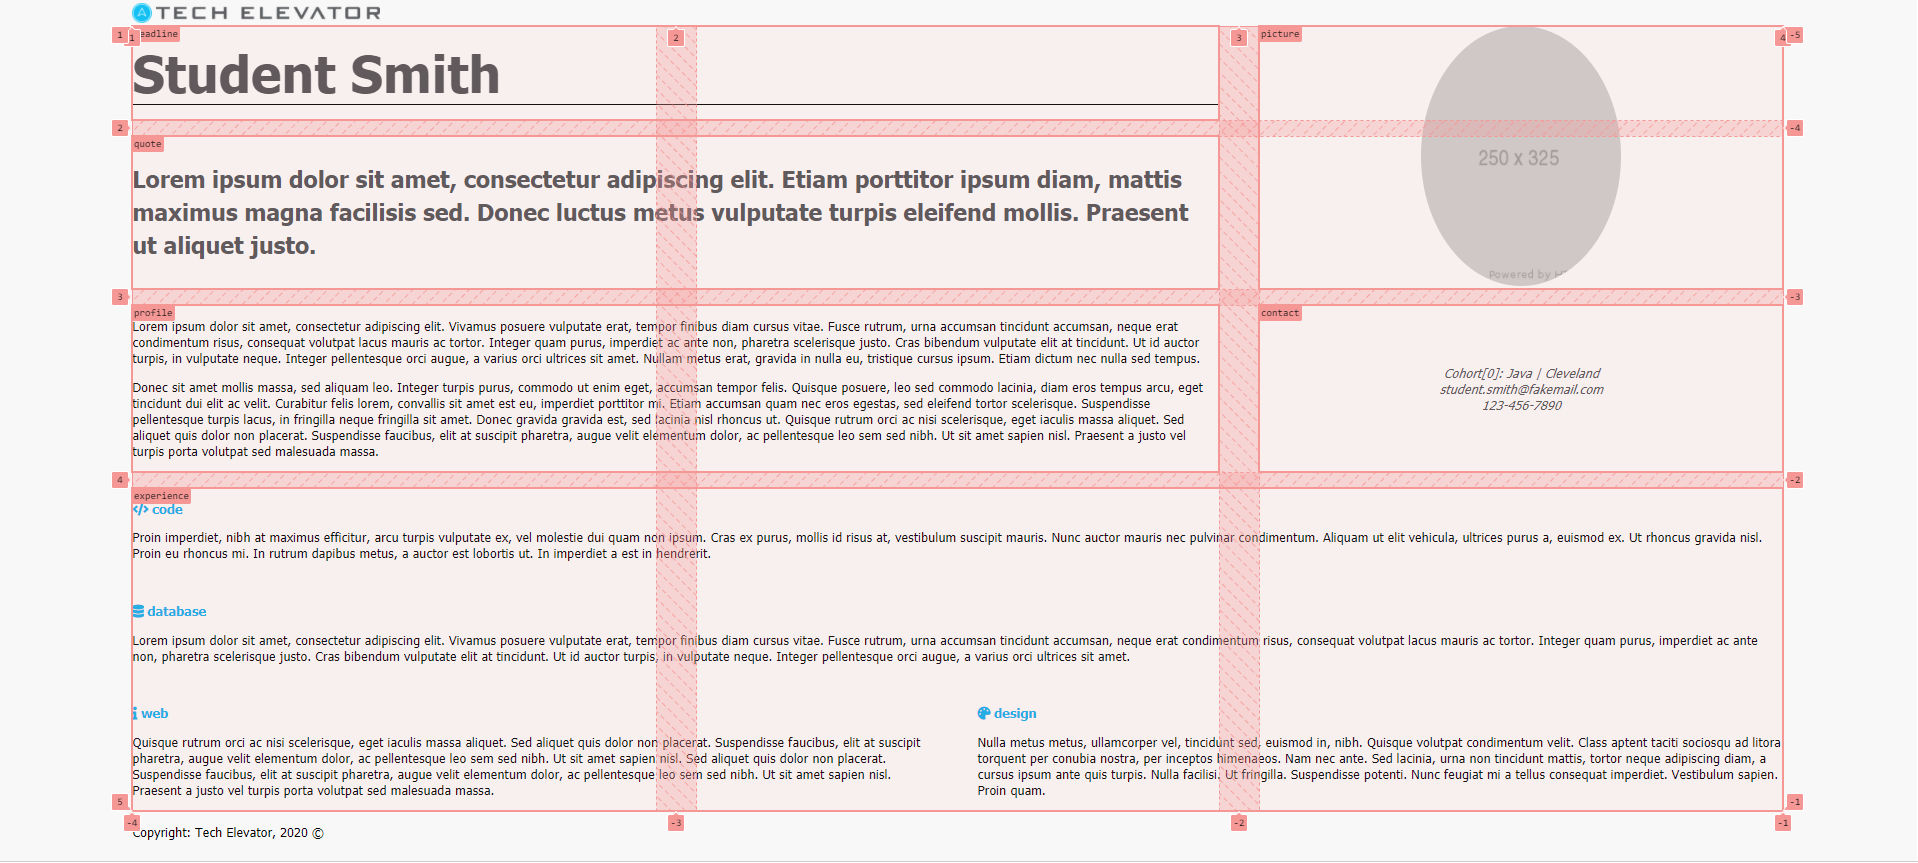 TECH ELEVATOR
1
1
eadline
2
3
picture
4
-5
Student Smith
2
-4
quote
250 x 325
Lorem ipsum dolor sit amet, consectetur adipiscing elit. Etiam porttitor ipsum diam, mattis
maximus magna facilisis sed. Donec luctus metus vulputate turpis eleifend mollis. Praesent
ut aliquet justo.
Powered by
3
-3
profile
contact
Lorem ipsum dolor sit amet, consectetur adipiscing elit. Vivamus posuere vulputate erat, tempor finibus diam cursus vitae. Fusce rutrum, urna accumsan tincidunt accumsan, neque erat
condimentum risus, consequat volutpat lacus mauris ac tortor. Integer quam purus, imperdiet ac ante non, pharetra scelerisque justo. Cras bibendum vulputate elit at tincidunt. Ut id auctor
turpis, in vulputate neque. Integer pellentesque orci augue, a varius orci ultrices sit amet. Nullam metus erat, gravida in nulla eu, tristique cursus ipsum. Etiam dictum nec nulla sed tempus.
Donec sit amet mollis massa, sed aliquam leo. Integer turpis purus, commodo ut enim eget, accumsan tempor felis. Quisque posuere, leo sed commodo lacinia, diam eros tempus arcu, eget
tincidunt dui elit ac velit. Curabitur felis lorem, convallis sit amet est eu, imperdiet porttitor mi. Etiam accumsan quam nec eros egestas, sed eleifend tortor scelerisque. Suspendisse
pellentesque turpis lacus, in fringilla neque fringilla sit amet. Donec gravida gravida est, sed lacinia nisl rhoncus ut. Quisque rutrum orci ac nisi scelerisque, eget iaculis massa aliquet. Sed
aliquet quis dolor non placerat. Suspendisse faucibus, elit at suscipit pharetra, augue velit elementum dolor, ac pellentesque leo sem sed nibh. Ut sit amet sapien nisl. Praesent a justo vel
turpis porta volutpat sed malesuada massa.
Cohort[0]: Java | Cleveland
student.smith@fakemail.com
123-456-7890
4
-2
experience
code
Proin imperdiet, nibh at maximus efficitur, arcu turpis vulputate ex, vel molestie dui quam non ipsum. Cras ex purus, mollis id risus at, vestibulum suscipit mauris. Nunc auctor mauris nec pulvinar condimentum. Aliquam ut elit vehicula, ultrices purus a, euismod ex. Ut rhoncus gravida nisl.
Proin eu rhoncus mi. In rutrum dapibus metus, a auctor est lobortis ut. In imperdiet a est in hendrerit.
database
Lorem ipsum dolor sit amet, consectetur adipiscing elit. Vivamus posuere vulputate erat, tempor finibus diam cursus vitae. Fusce rutrum, urna accumsan tincidunt accumsan, neque erat condimentum risus, consequat volutpat lacus mauris ac tortor. Integer quam purus, imperdiet ac ante
non, pharetra scelerisque justo. Cras bibendum vulputate elit at tincidunt. Ut id auctor turpis, in vulputate neque. Integer pellentesque orci augue, a varius orci ultrices sit amet.
web
Quisque rutrum orci ac nisi scelerisque, eget iaculis massa aliquet. Sed aliquet quis dolor non placerat. Suspendisse faucibus, elit at suscipit
pharetra, augue velit elementum dolor, ac pellentesque leo sem sed nibh. Ut sit amet sapien nisl. Sed aliquet quis dolor non placerat.
Suspendisse faucibus, elit at suscipit pharetra, augue velit elementum dolor, ac pellentesque leo sem sed nibh. Ut sit amet sapien nisl.
Praesent a justo vel turpis porta volutpat sed malesuada massa.
design
Nulla metus metus, ullamcorper vel, tincidunt sed, euismod in, nibh. Quisque volutpat condimentum velit. Class aptent taciti sociosqu ad litora
torquent per conubia nostra, per inceptos himenaeos. Nam nec ante. Sed lacinia, urna non tincidunt mattis, tortor neque adipiscing diam, a
cursus ipsum ante quis turpis. Nulla facilisi. Ut fringilla. Suspendisse potenti. Nunc feugiat mi a tellus consequat imperdiet. Vestibulum sapien.
Proin quam.
5
-1
-4
-3
-2
-1
Copyright: Tech Elevator, 2020 ©